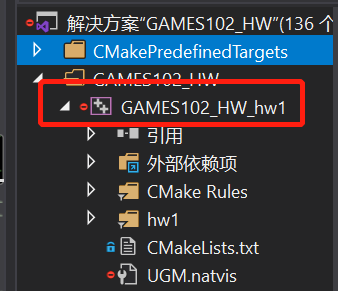 解决方案"GAMES102_HW"(136 个
CMakePredefinedTargets
GAMES102_HW
GAMES102_HW_hw1
引用
外部依赖项
CMake Rules
hw1
CMakeLists.txt
UGM.natvis